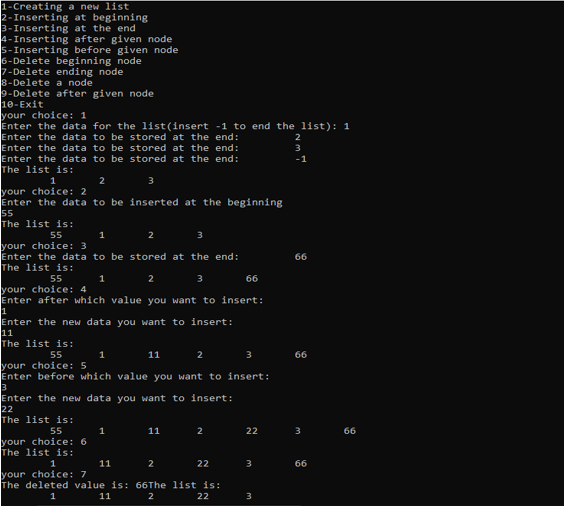 1-Creating a new list
2-Inserting at beginning
3-Inserting at the end
4-Inserting after given node
5-Inserting before given node
6-Delete beginning node
7-Delete ending node
8-Delete a node
9-Delete after given node
10-Exit
your choice: 1
Enter the data for the list(insert -1 to end the list): 1
Enter the data to be stored at the end:         2
Enter the data to be stored at the end:         3
Enter the data to be stored at the end:         -1
The list is:
        1       2       3
your choice: 2
Enter the data to be inserted at the beginning
55
The list is:
        55      1       2       3
your choice: 3
Enter the data to be stored at the end:         66
The list is:
        55      1       2       3       66
your choice: 4
Enter after which value you want to insert:
1
Enter the new data you want to insert:
11
The list is:
        55      1       11      2       3       66
your choice: 5
Enter before which value you want to insert:
3
Enter the new data you want to insert:
22
The list is:
        55      1       11      2       22      3       66
your choice: 6
The list is:
        1       11      2       22      3       66
your choice: 7
The deleted value is: 66The list is:
        1       11      2       22      3